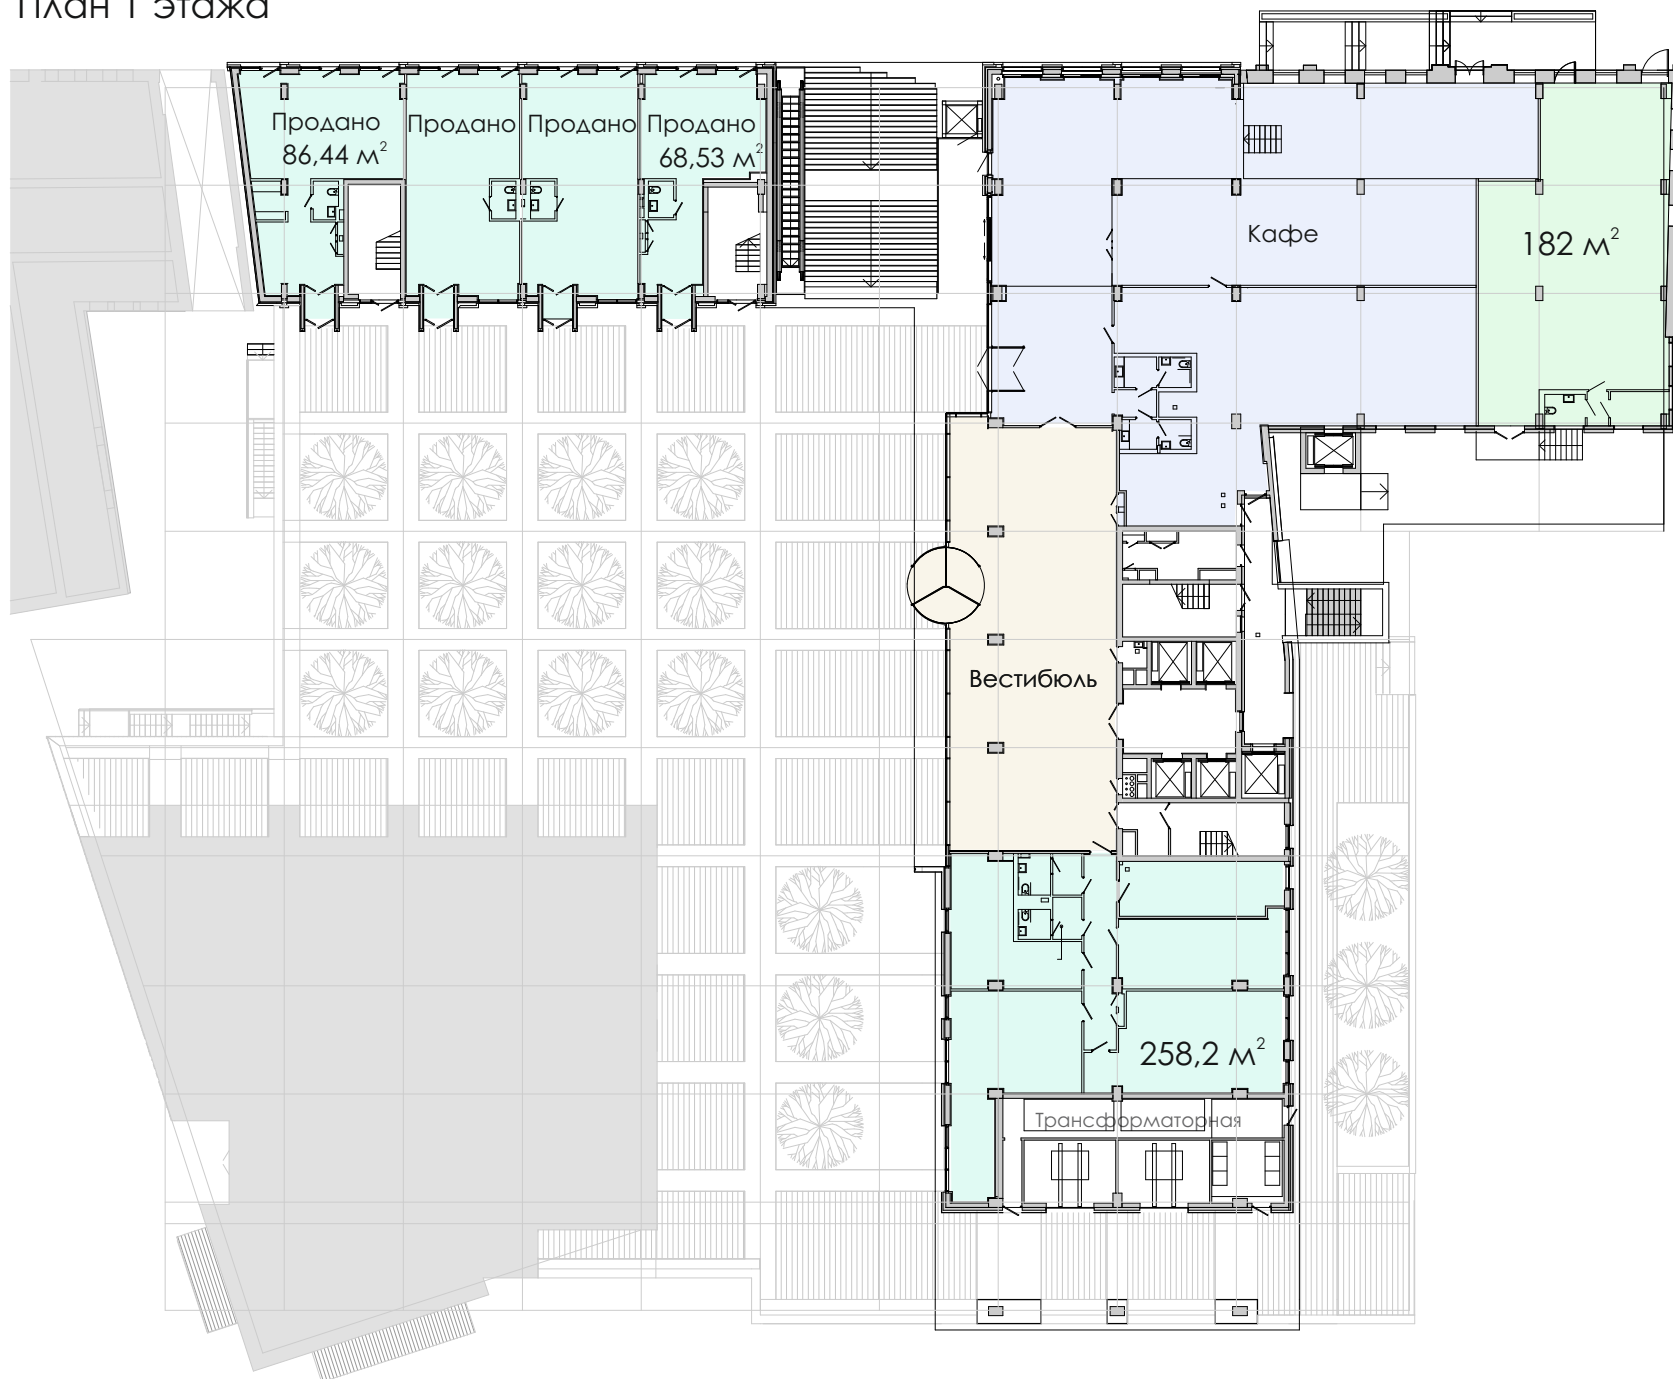 План 1 этажа
Продано
86,44 м²
Продано
Продано
Продано
68,53 м²
Кафе
182 м²
Вестибюль
258,2 м²
Трансформаторная